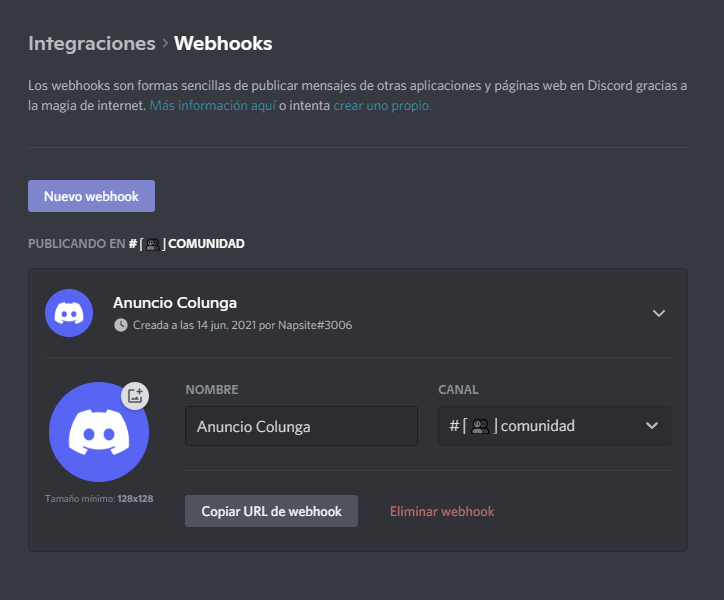 Integraciones > Webhooks
Los webhooks son formas sencillas de publicar mensajes de otras aplicaciones y páginas web en Discord gracias a
la magia de internet. Más información aquí o intenta crear uno propio.
Nuevo webhook
PUBLICANDO EN #⌈👥⌋COMUNIDAD
Anuncio Colunga
Creada a las 14 jun. 2021 por Napsite#3006
NOMBRE
CANAL
Anuncio Colunga
#⌈👥⌋comunidad
Tamaño mínimo: 128x128
Copiar URL de webhook
Eliminar webhook